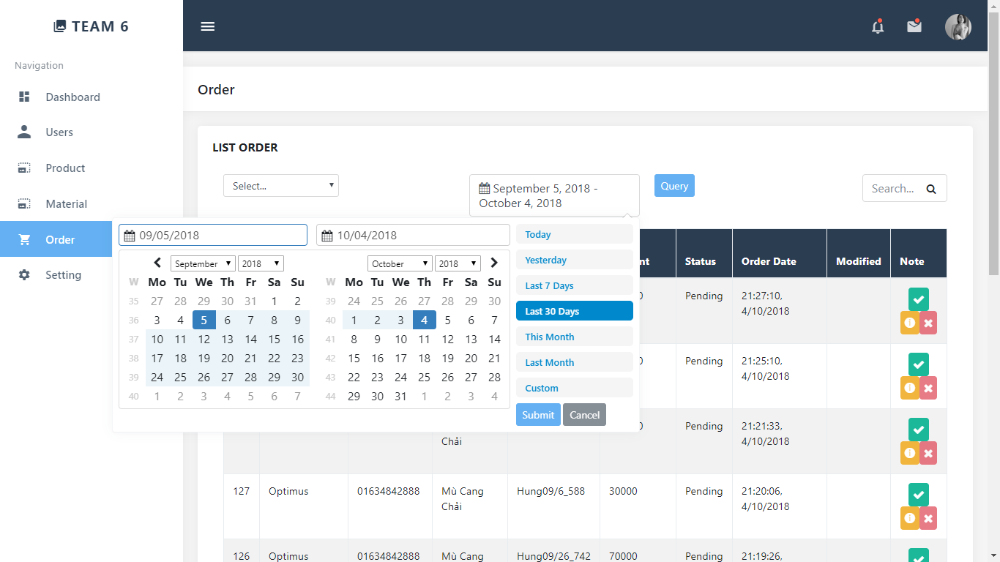 TEAM 6
Navigation
Dashboard
Users
Product
Material
Order
Setting
Order
LIST ORDER
Select...
September 5, 2018 -
October 4, 2018
Query
Search...
09/05/2018
10/04/2018
September 2018
W Mo Tu We Th Fr Sa Su
35 27 28 29 30 31 1 2
36 3 4 5 6 7 8 9
37 10 11 12 13 14 15 16
38 17 18 19 20 21 22 23
39 24 25 26 27 28 29 30
40 1 2 3 4 5 6 7
October 2018
W Mo Tu We Th Fr Sa Su
39 24 25 26 27 28 29 30
40 1 2 3 4 5 6 7
41 8 9 10 11 12 13 14
42 15 16 17 18 19 20 21
43 22 23 24 25 26 27 28
44 29 30 31 1 2 3 4
Today
Yesterday
Last 7 Days
Last 30 Days
This Month
Last Month
Custom
Submit Cancel
Status Order Date Modified Note
Pending 21:27:10,
4/10/2018
Pending 21:25:10,
4/10/2018
Pending 21:21:33,
Chải 4/10/2018
127 Optimus 01634842888 Mù Cang Hung09/6_588 30000 Pending 21:20:06,
Chải 4/10/2018
126 Optimus 01634842888 Mù Cang Hung09/26_742 70000 Pending 21:19:26,